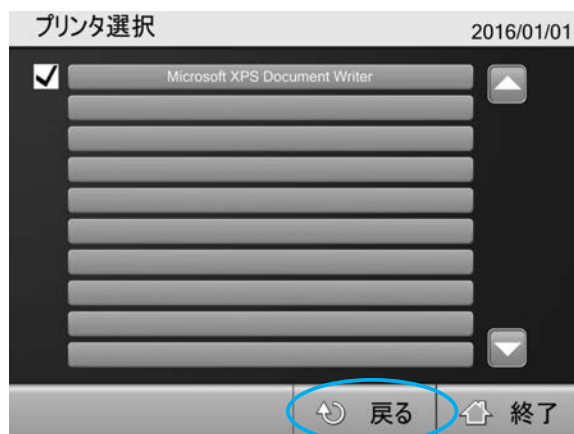 プリンタ選択
2016/01/01
Microsoft XPS Document Writer
戻る
終了